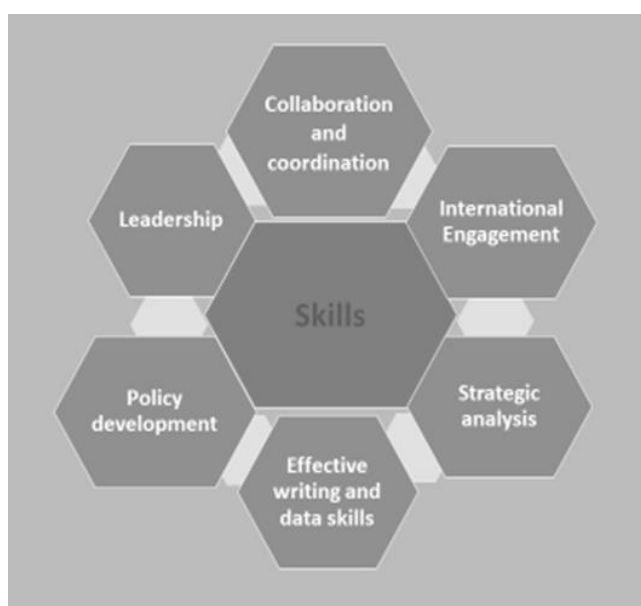 Collaboration
and
coordination
Leadership
International
Engagement
Skills
Policy
development
Strategic
analysis
Effective
writing and
data skills